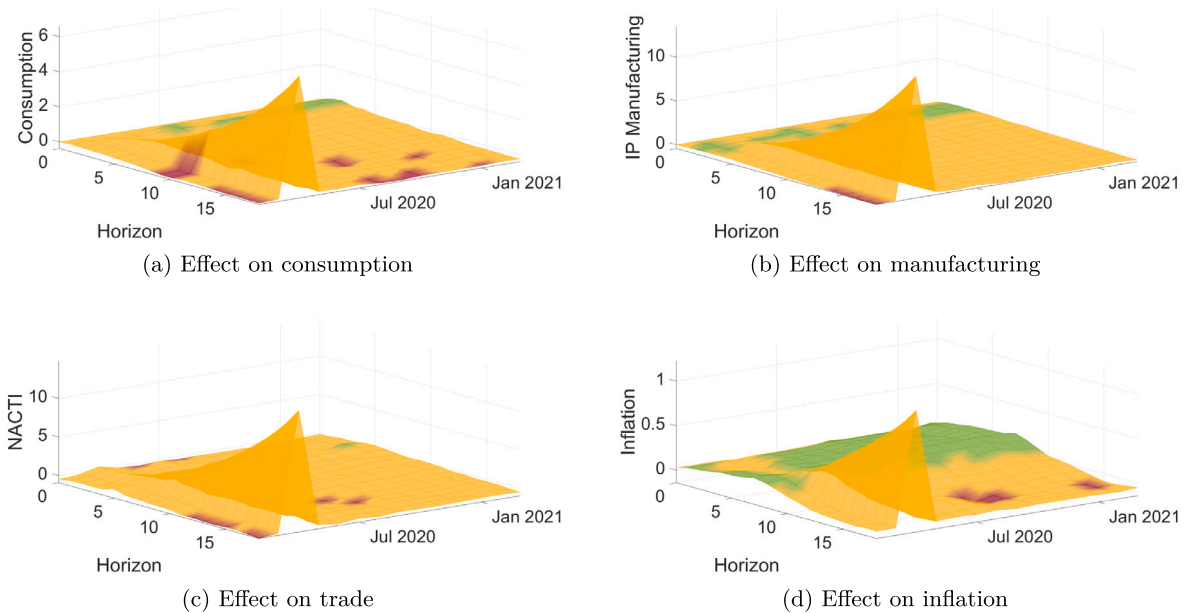 Consumption
6
4
2
0
0
5
10
15
Horizon
Jul 2020
Jan 2021
(a) Effect on consumption
IP Manufacturing
10
5
0
0
5
10
15
Horizon
Jul 2020
Jan 2021
(b) Effect on manufacturing
NACTI
10
5
0
0
5
10
15
Horizon
Jul 2020
Jan 2021
(c) Effect on trade
Inflation
1
0.5
0
0
5
10
15
Horizon
Jul 2020
Jan 2021
(d) Effect on inflation